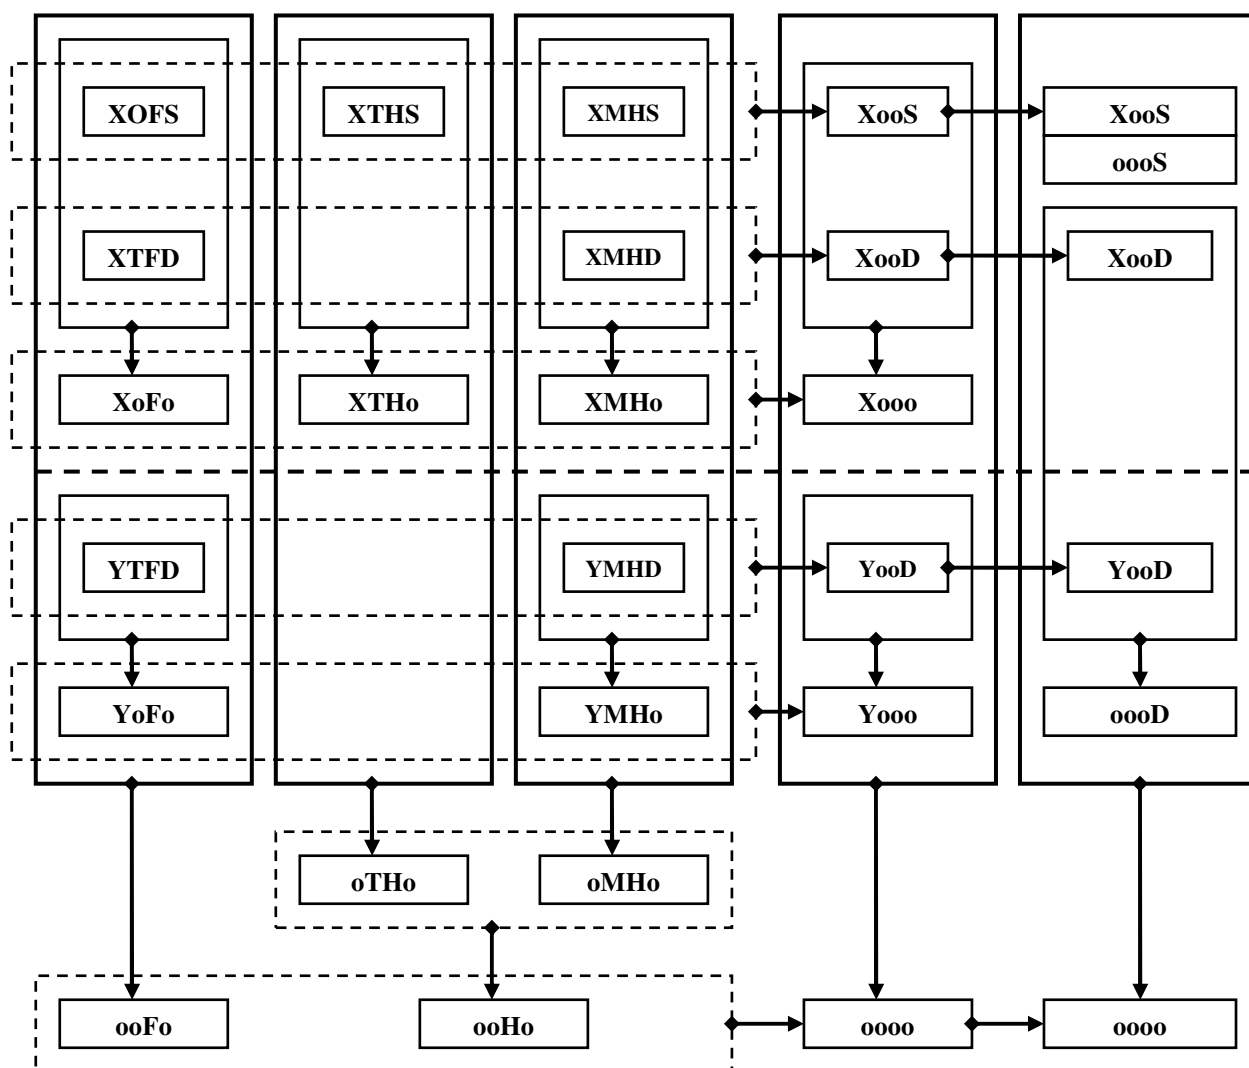 XOFS XTHS XMHS XooS XooS
oooS
XTFD XMHD XooD XooD
XoFo XTHo XMHo Xooo
YTFD YMHD YooD YooD
YoFo YMHo Yooo oooD
oTHo oMHo
ooFo ooHo oooo oooo